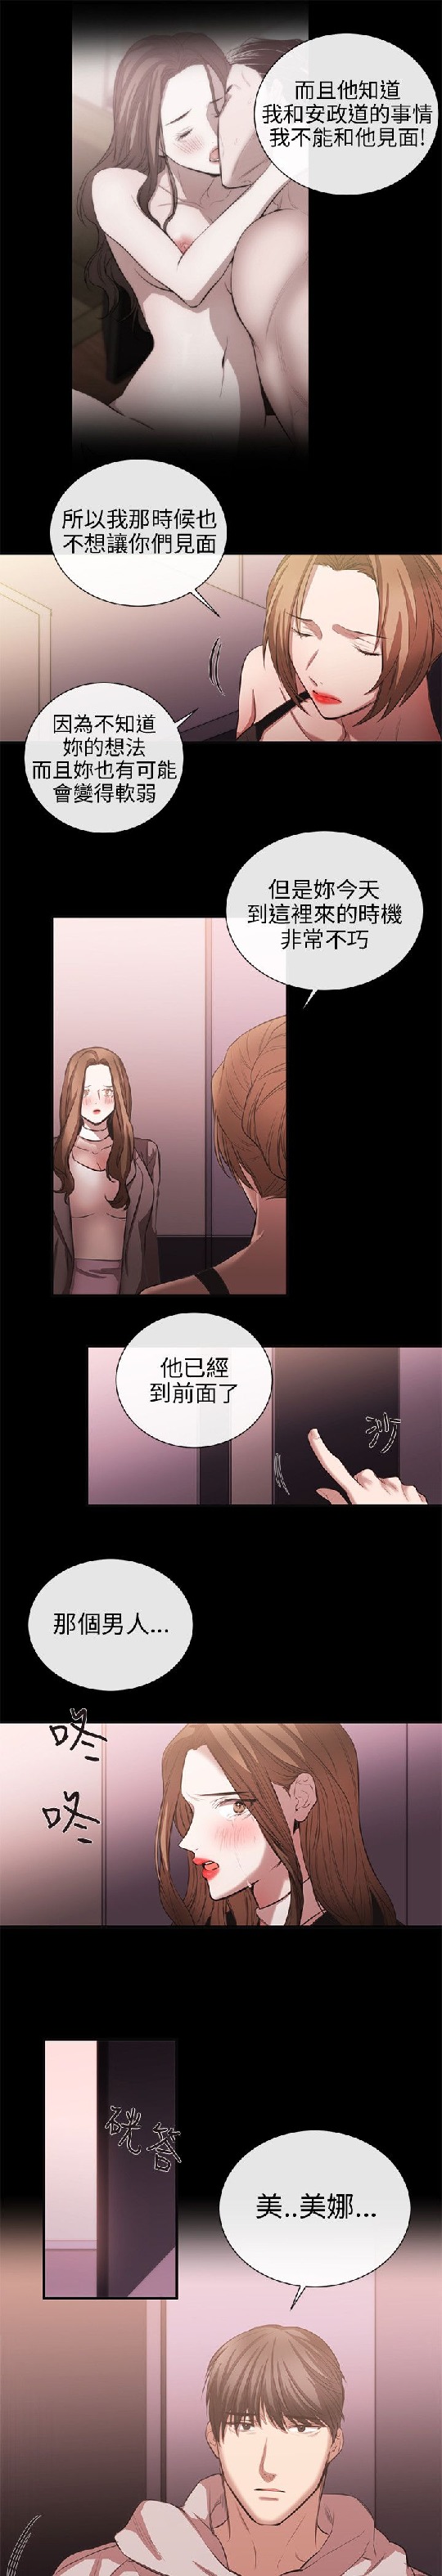 而且他知道
我和安政道的事情
我不能和他見面!
所以我那時候也
不想讓你們見面
因為不知道
妳的想法
而且妳也有可能
會變得軟弱
但是妳今天
到這裡來的時機
非常不巧
他已經
到前面了
沙
那個男人...
咚
咚
硄答
美..美娜...